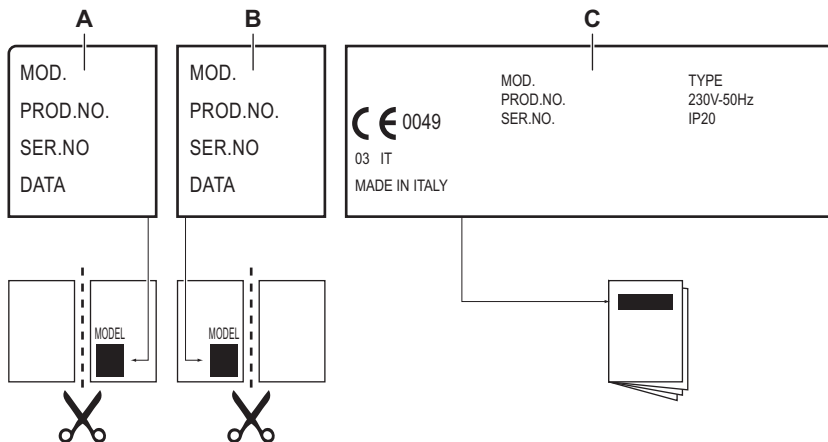 A
B
C
MOD.
PROD.NO.
SER.NO
DATA
MOD.
PROD.NO.
SER.NO
DATA
MOD.
PROD.NO.
SER.NO.
TYPE
230V-50Hz
IP20
CE 0049
03 IT
MADE IN ITALY
MODEL
MODEL